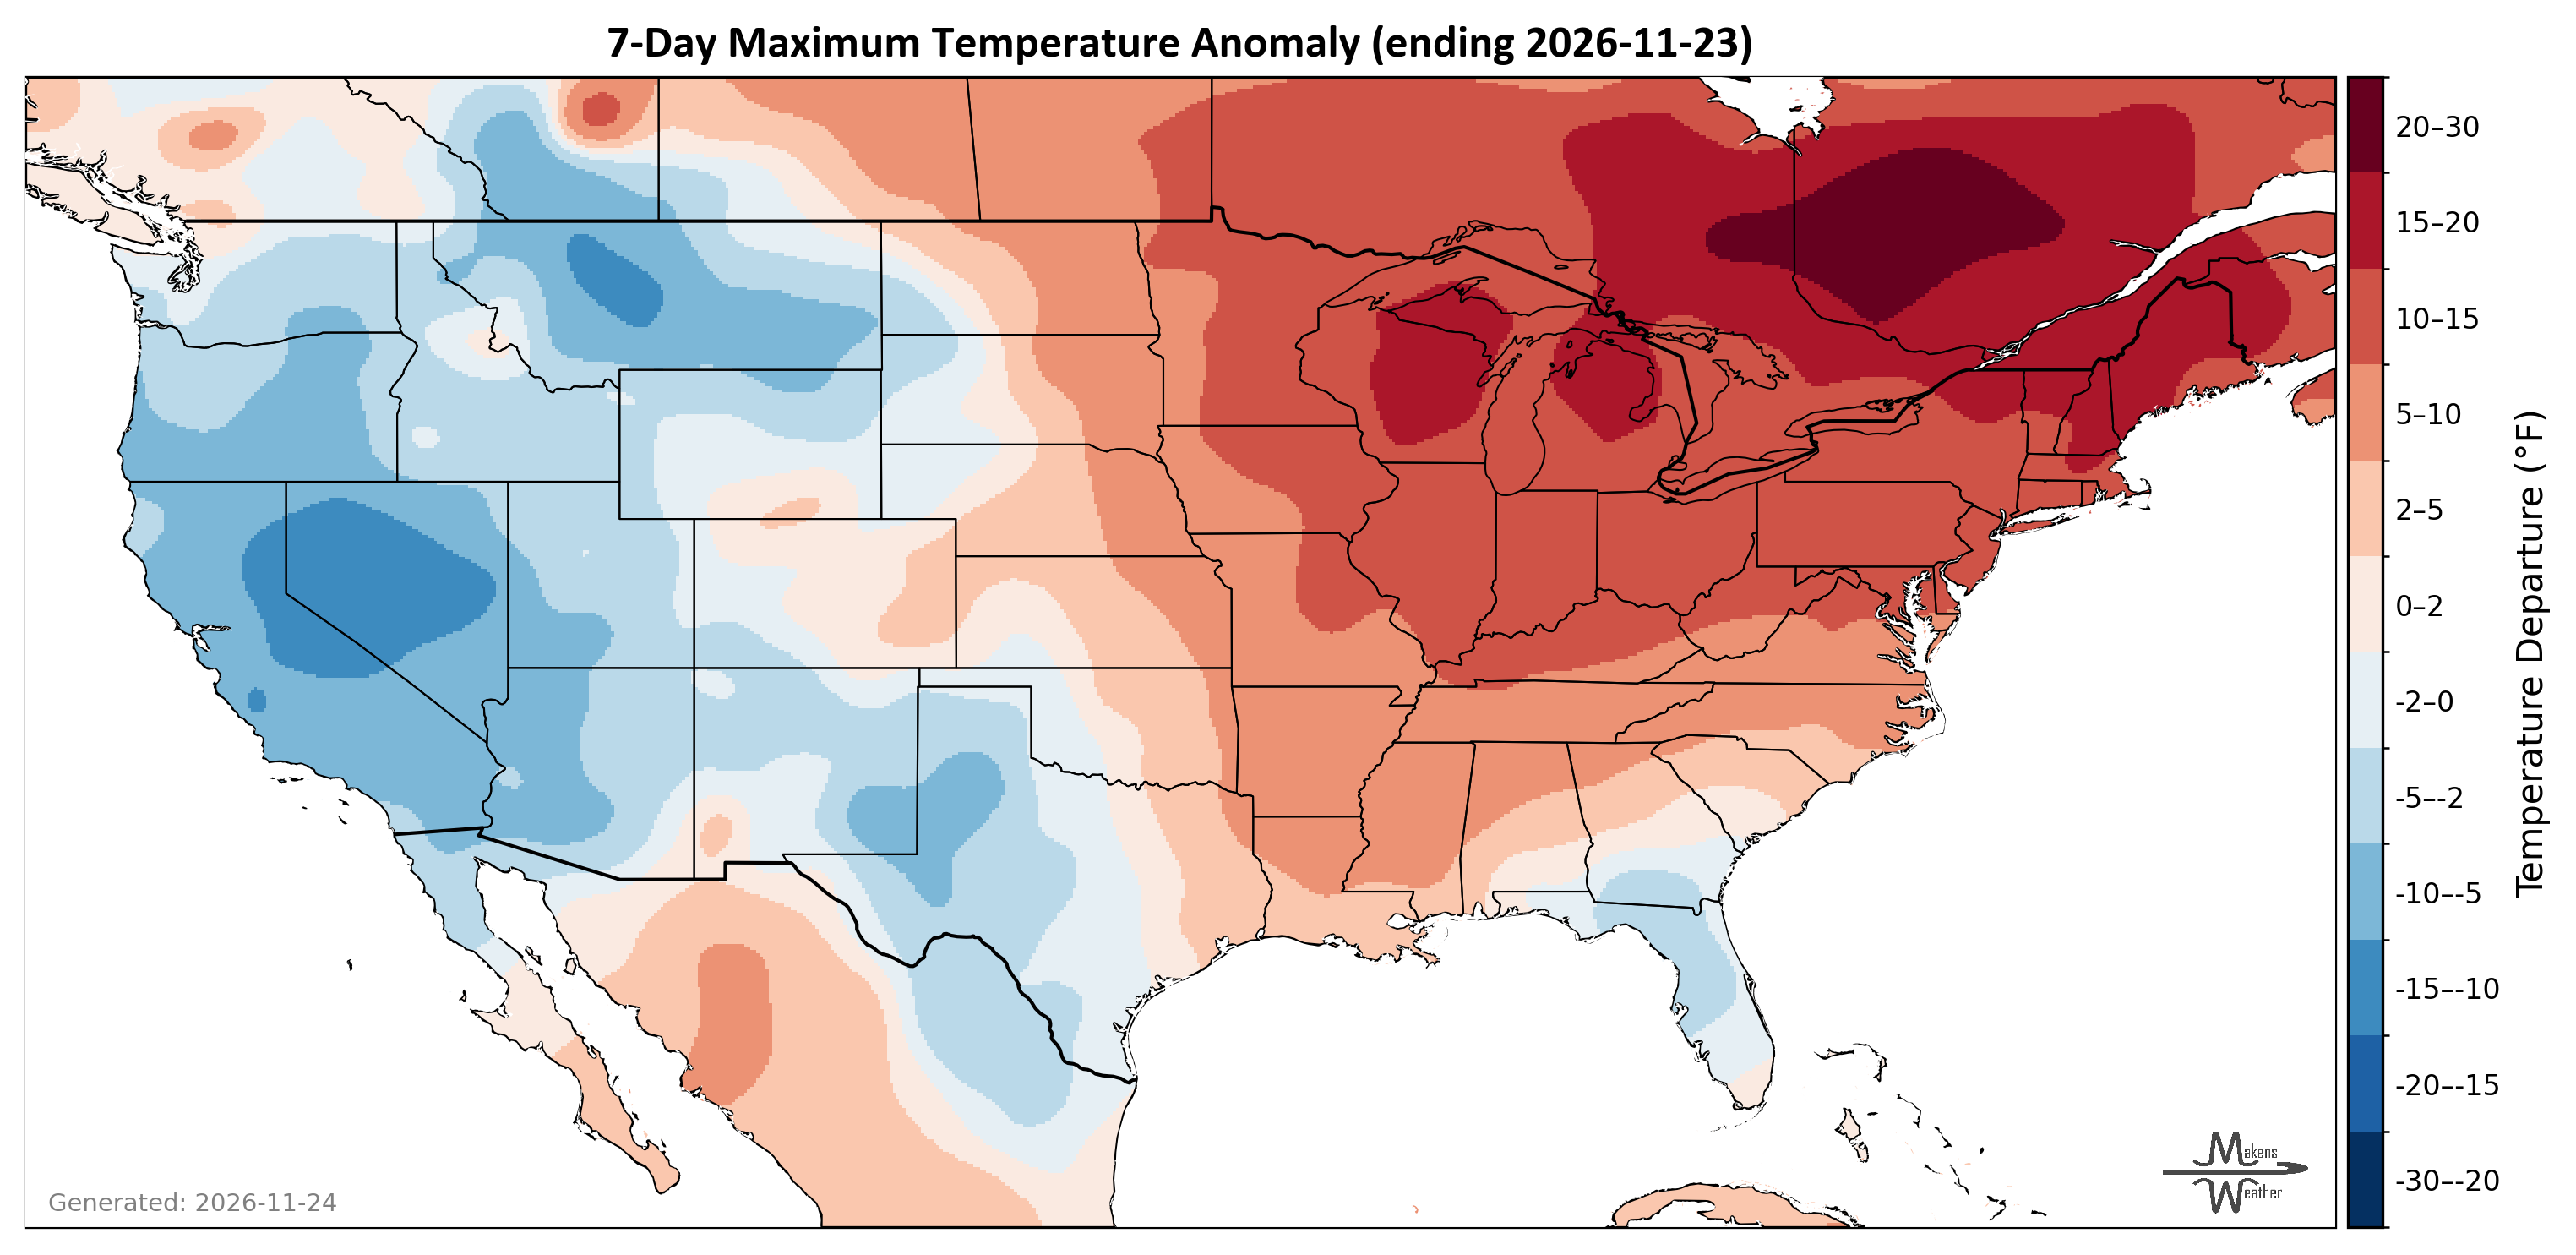 7-Day Maximum Temperature Anomaly (ending 2026-11-23)
20–30
15–20
10–15
5–10
2–5
0–2
-2–0
-5–-2
-10–-5
-15–-10
-20–-15
-30–-20
Temperature Departure (°F)
Makens
Weather
Generated: 2026-11-24